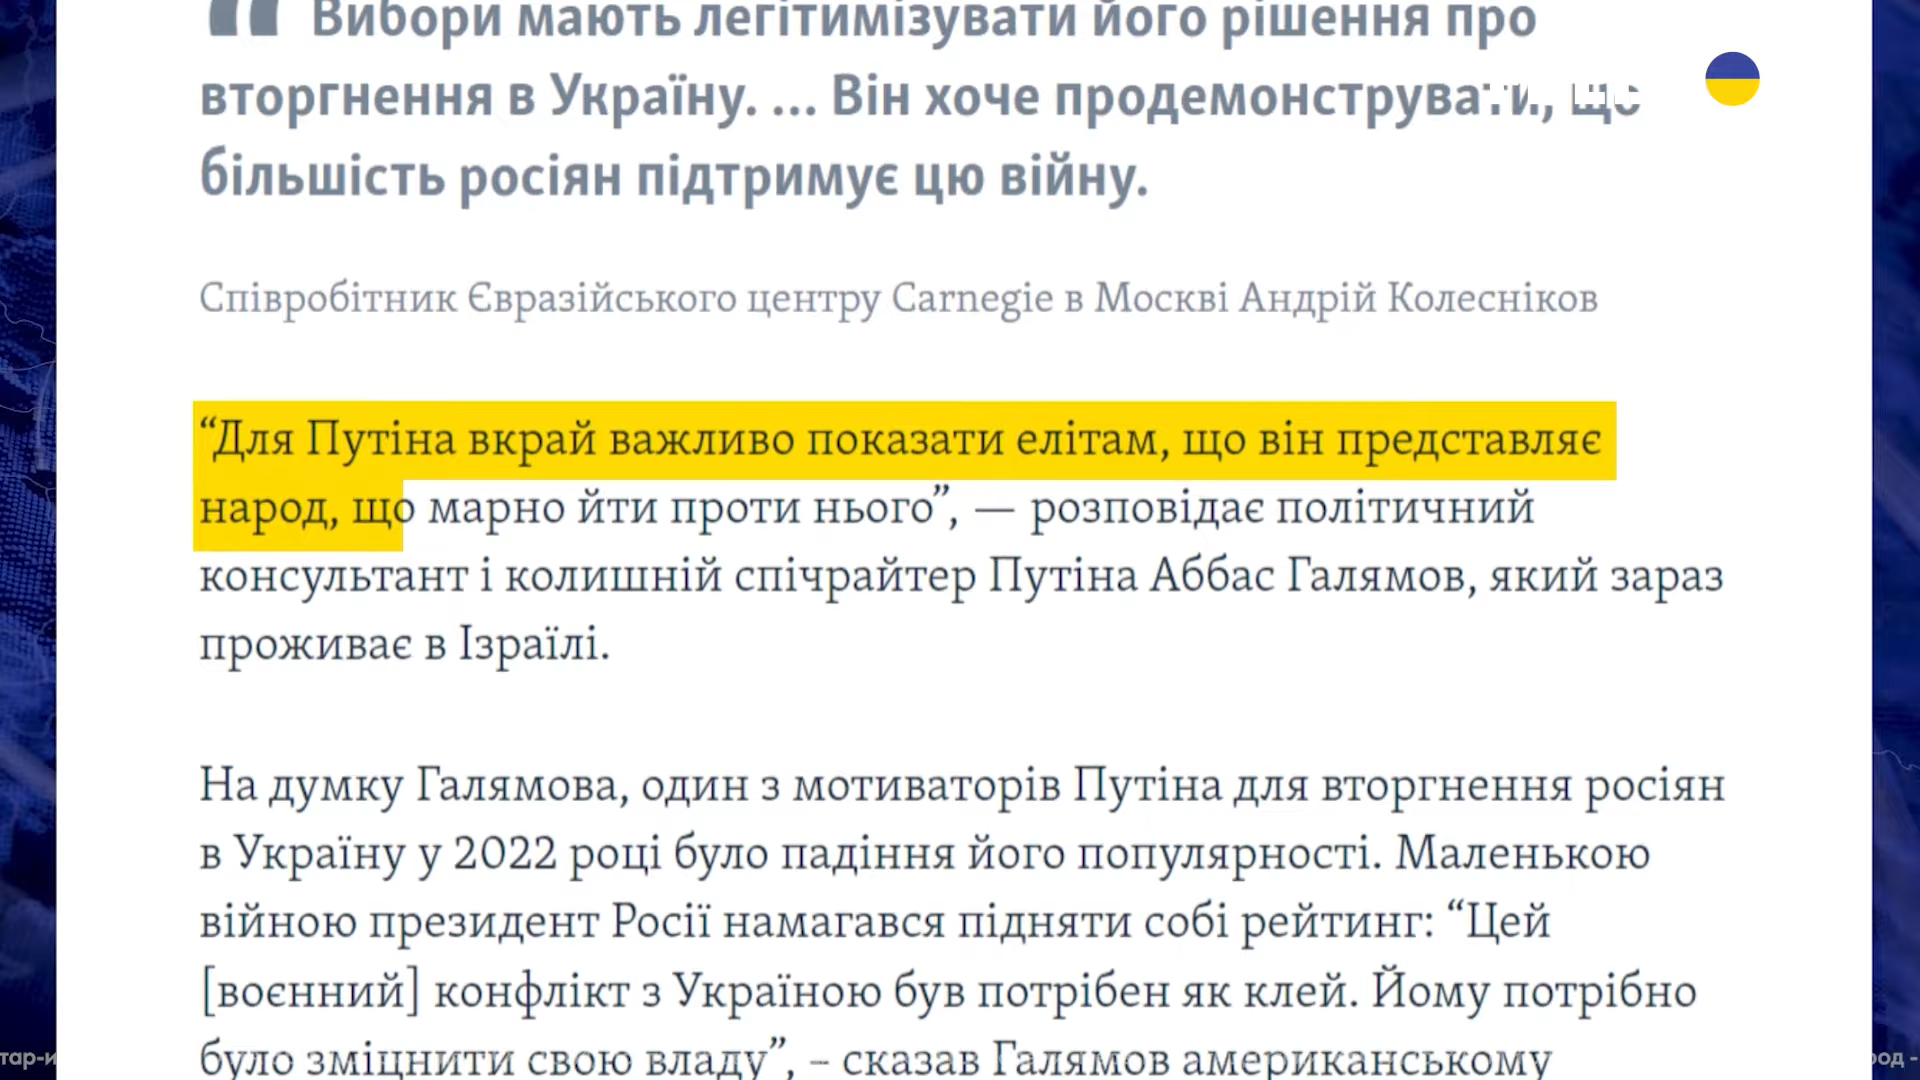 “ Вибори мають легітимізувати його рішення про
вторгнення в Україну. ... Він хоче продемонструвати, що
більшість росіян підтримує цю війну.
Співробітник Євразійського центру Carnegie в Москві Андрій Колесніков
“Для Путіна вкрай важливо показати елітам, що він представляє
народ, що марно йти проти нього”, — розповідає політичний
консультант і колишній спічрайтер Путіна Аббас Галямов, який зараз
проживає в Ізраїлі.
На думку Галямова, один з мотиваторів Путіна для вторгнення росіян
в Україну у 2022 році було падіння його популярності. Маленькою
війною президент Росії намагався підняти собі рейтинг: “Цей
[воєнний] конфлікт з Україною був потрібен як клей. Йому потрібно
було зміцнити свою владу”, – сказав Галямов американському